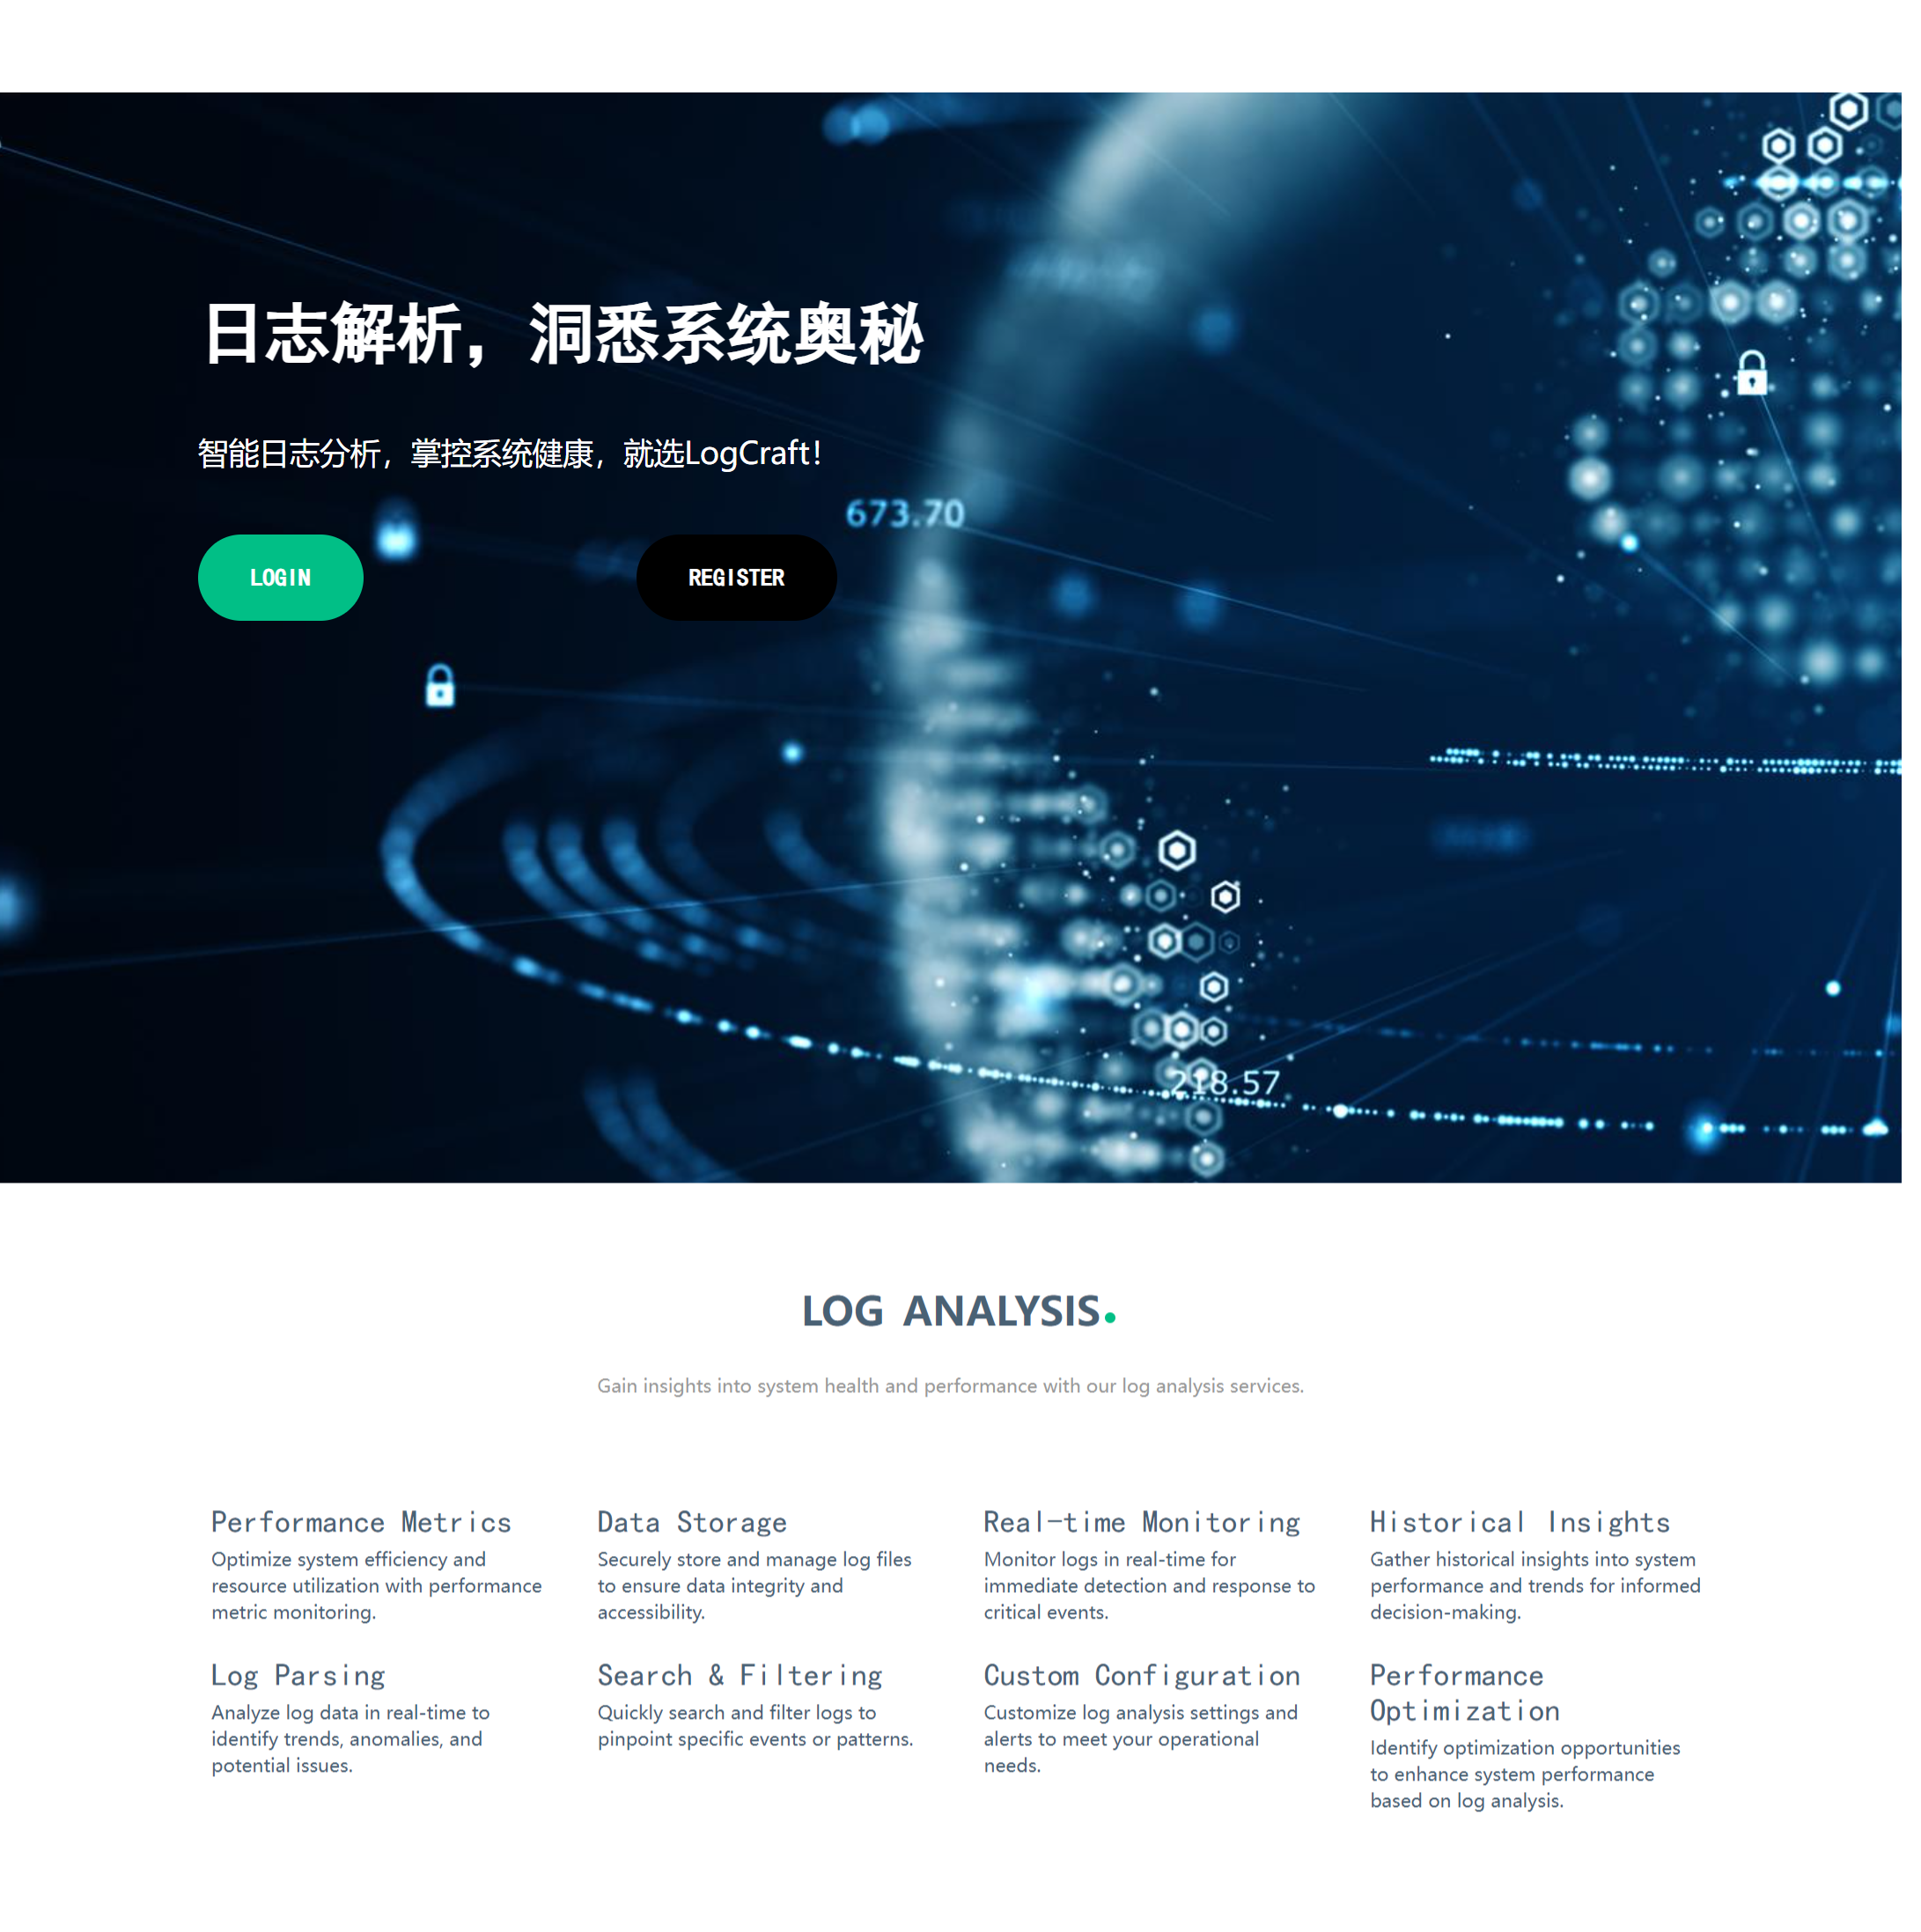 日志解析，洞悉系统奥秘
智能日志分析，掌控系统健康，就选LogCraft！
673.70
LOGIN
REGISTER
218.57
LOG ANALYSIS.
Gain insights into system health and performance with our log analysis services.
Performance Metrics
Optimize system efficiency and
resource utilization with performance
metric monitoring.
Data Storage
Securely store and manage log files
to ensure data integrity and
accessibility.
Real-time Monitoring
Monitor logs in real-time for
immediate detection and response to
critical events.
Historical Insights
Gather historical insights into system
performance and trends for informed
decision-making.
Log Parsing
Analyze log data in real-time to
identify trends, anomalies, and
potential issues.
Search & Filtering
Quickly search and filter logs to
pinpoint specific events or patterns.
Custom Configuration
Customize log analysis settings and
alerts to meet your operational
needs.
Performance
Optimization
Identify optimization opportunities
to enhance system performance
based on log analysis.